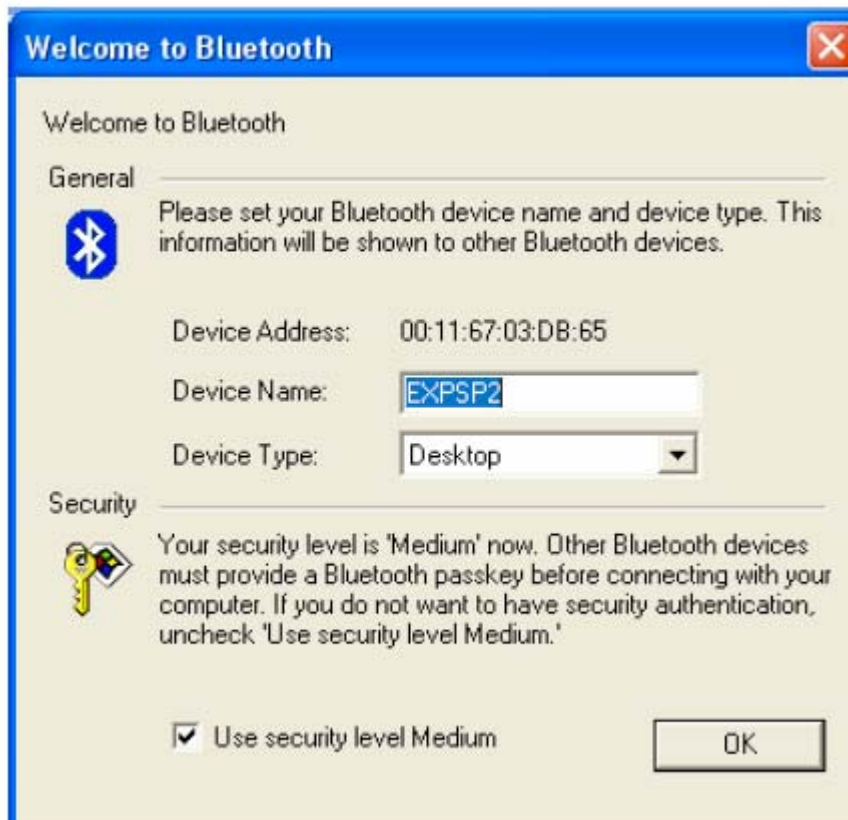 Welcome to Bluetooth
Welcome to Bluetooth
General
Please set your Bluetooth device name and device type. This
information will be shown to other Bluetooth devices.
Device Address: 00:11:67:03:DB:65
Device Name: EXPSP2
Device Type: Desktop
Security
Your security level is 'Medium' now. Other Bluetooth devices
must provide a Bluetooth passkey before connecting with your
computer. If you do not want to have security authentication,
uncheck 'Use security level Medium.'
Use security level Medium OK